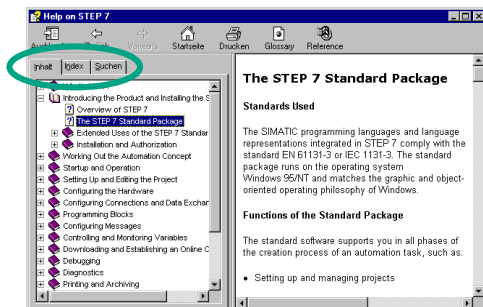 Help on STEP 7
Vorwärts Startseite Drucken Glossary Reference
Inhalt Index Suchen
Introducing the Product and Installing the S
Overview of STEP 7
The STEP 7 Standard Package
Extended Uses of the STEP 7 Standar
Installation and Authorization
Working Out the Automation Concept
Startup and Operation
Setting Up and Editing the Project
Configuring the Hardware
Configuring Connections and Data Exchar
Programming Blocks
Configuring Messages
Controlling and Monitoring Variables
Downloading and Establishing an Online C
Debugging
Diagnostics
Printing and Archiving
The STEP 7 Standard Package
Standards Used
The SIMATIC programming languages and language
representations integrated in STEP 7 comply with the
standard EN 61131-3 or IEC 1131-3. The standard
package runs on the operating system
Windows 95/NT and matches the graphic and object-
oriented operating philosophy of Windows.
Functions of the Standard Package
The standard software supports you in all phases of
the creation process of an automation task, such as:
• Setting up and managing projects